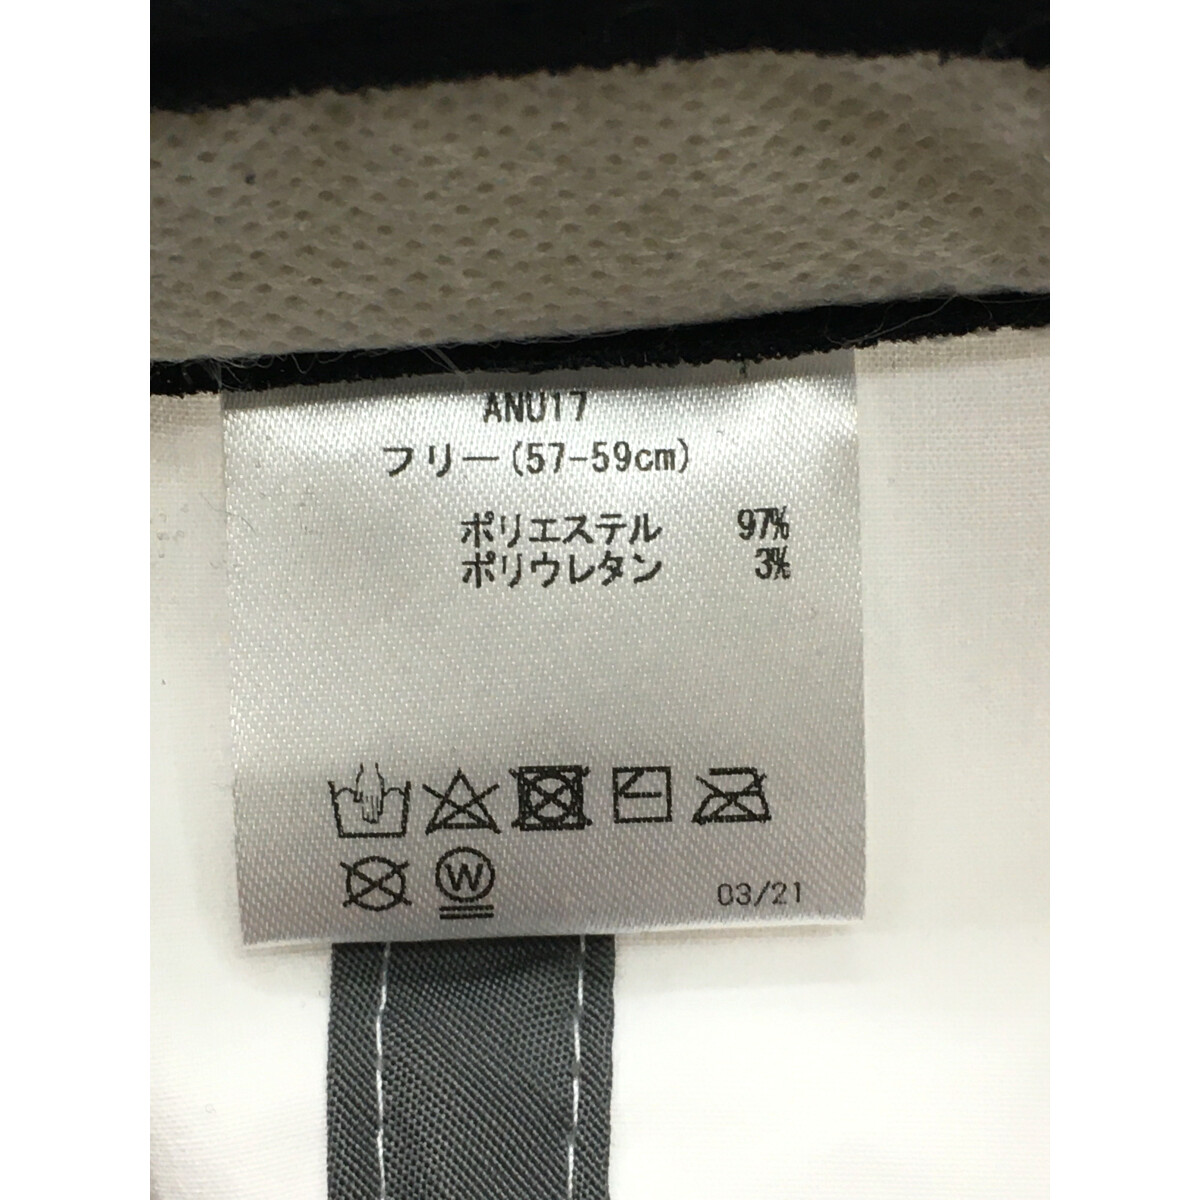 ANU17
フリー(57-59cm)
ポリエステル 97%
ポリウレタン 3%
W
03/21